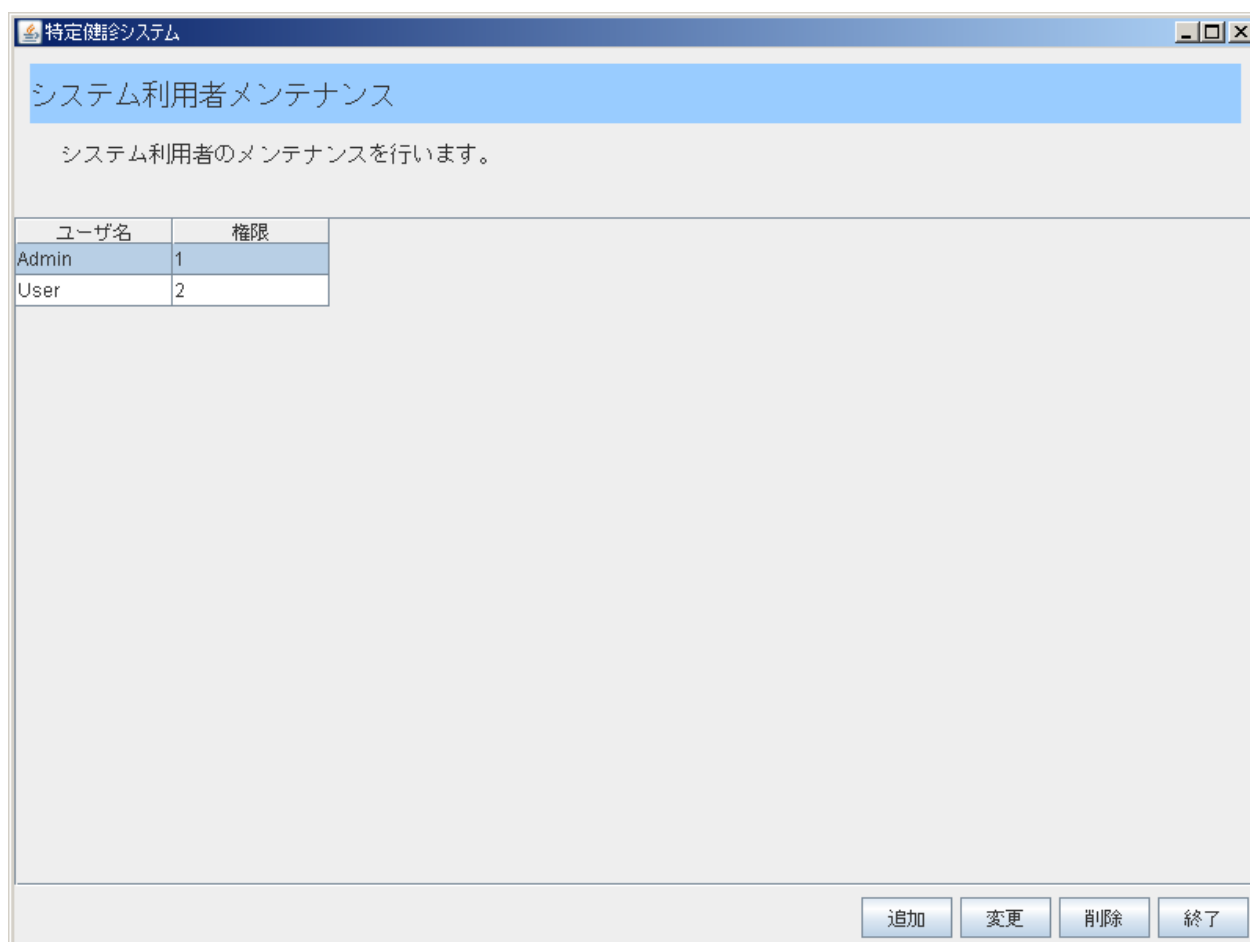 特定健診システム
システム利用者メンテナンス
システム利用者のメンテナンスを行います。
ユーザ名 権限
Admin 1
User 2
追加 変更 削除 終了